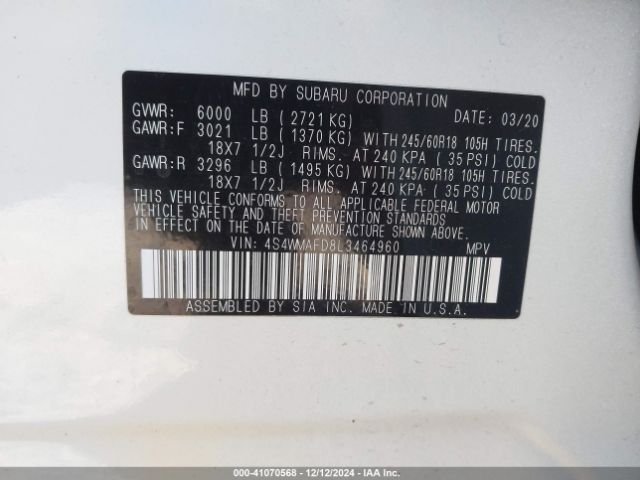 MFD BY SUBARU CORPORATION
GVWR: 6000 LB ( 2721 KG) DATE: 03/20
GAWR:F 3021 LB ( 1370 KG) WITH 245/60R18 105H TIRES.
18X7 1/2J RIMS. AT 240 KPA ( 35 PSI) COLD
GAWR:R 3296 LB ( 1495 KG) WITH 245/60R18 105H TIRES.
18X7 1/2J RIMS. AT 240 KPA ( 35 PSI) COLD
THIS VEHICLE CONFORMS TO ALL APPLICABLE FEDERAL MOTOR
VEHICLE SAFETY AND THEFT PREVENTION STANDARDS
IN EFFECT ON THE DATE OF MANUFACTURE SHOWN ABOVE.
VIN: 4S4WMAFD8L3464960 MPV
ASSEMBLED BY SIA INC. MADE IN U.S.A.
000-41070568 - 12/12/2024 - IAA Inc.